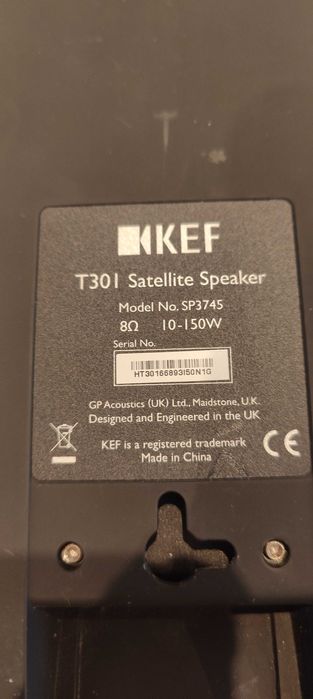 KEF
T301 Satellite Speaker
Model No. SP3745
8Ω 10-150W
Serial No.
HT30166893I50N1G
GP Acoustics (UK) Ltd., Maidstone, U.K.
Designed and Engineered in the UK
KEF is a registered trademark
Made in China
CE